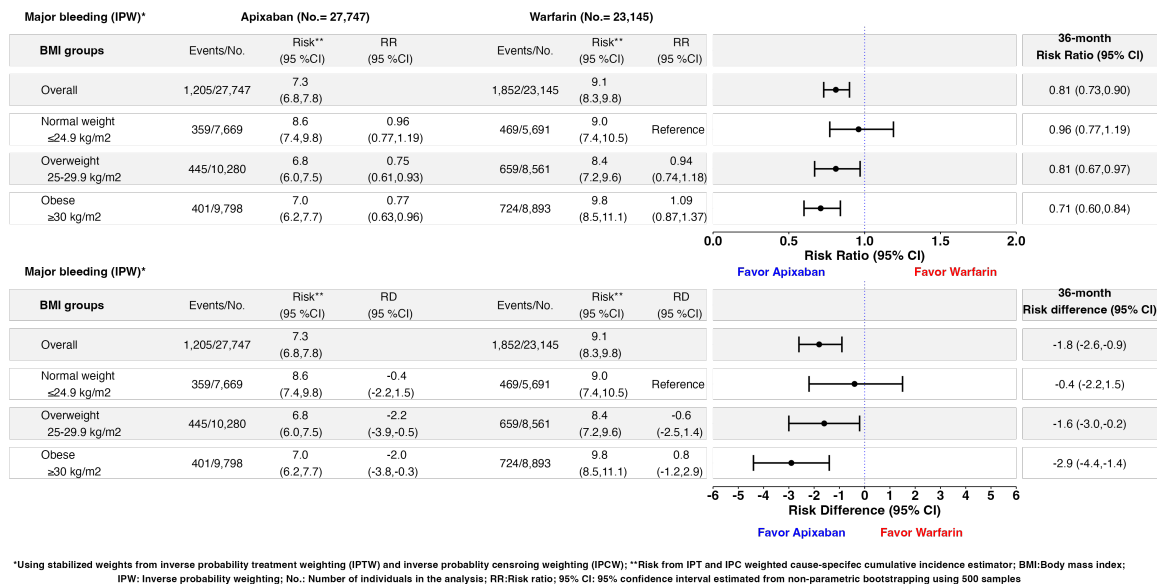 Major bleeding (IPW)* Apixaban (No.= 27,747) Warfarin (No.= 23,145)
BMI groups Events/No. Risk** (95 %CI) RR (95 %CI) Events/No. Risk** (95 %CI) RR (95 %CI) 36-month Risk Ratio (95% CI)
Overall 1,205/27,747 7.3 (6.8,7.8) 1,852/23,145 9.1 (8.3,9.8) 0.81 (0.73,0.90)
Normal weight ≤24.9 kg/m2 359/7,669 8.6 (7.4,9.8) 0.96 (0.77,1.19) 469/5,691 9.0 (7.4,10.5) Reference 0.96 (0.77,1.19)
Overweight 25-29.9 kg/m2 445/10,280 6.8 (6.0,7.5) 0.75 (0.61,0.93) 659/8,561 8.4 (7.2,9.6) 0.94 (0.74,1.18) 0.81 (0.67,0.97)
Obese ≥30 kg/m2 401/9,798 7.0 (6.2,7.7) 0.77 (0.63,0.96) 724/8,893 9.8 (8.5,11.1) 1.09 (0.87,1.37) 0.71 (0.60,0.84)
0.0 0.5 1.0 1.5 2.0
Risk Ratio (95% CI)
Favor Apixaban Favor Warfarin
Major bleeding (IPW)*
BMI groups Events/No. Risk** (95 %CI) RD (95 %CI) Events/No. Risk** (95 %CI) RD (95 %CI) 36-month Risk difference (95% CI)
Overall 1,205/27,747 7.3 (6.8,7.8) 1,852/23,145 9.1 (8.3,9.8) -1.8 (-2.6,-0.9)
Normal weight ≤24.9 kg/m2 359/7,669 8.6 (7.4,9.8) -0.4 (-2.2,1.5) 469/5,691 9.0 (7.4,10.5) Reference -0.4 (-2.2,1.5)
Overweight 25-29.9 kg/m2 445/10,280 6.8 (6.0,7.5) -2.2 (-3.9,-0.5) 659/8,561 8.4 (7.2,9.6) -0.6 (-2.5,1.4) -1.6 (-3.0,-0.2)
Obese ≥30 kg/m2 401/9,798 7.0 (6.2,7.7) -2.0 (-3.8,-0.3) 724/8,893 9.8 (8.5,11.1) 0.8 (-1.2,2.9) -2.9 (-4.4,-1.4)
-6 -5 -4 -3 -2 -1 0 1 2 3 4 5 6
Risk Difference (95% CI)
Favor Apixaban Favor Warfarin
*Using stabilized weights from inverse probability treatment weighting (IPTW) and inverse probablity censroing weighting (IPCW); **Risk from IPT and IPC weighted cause-specifec cumulative incidence estimator; BMI:Body mass index;
IPW: Inverse probability weighting; No.: Number of individuals in the analysis; RR:Risk ratio; 95% CI: 95% confidence interval estimated from non-parametric bootstrapping using 500 samples